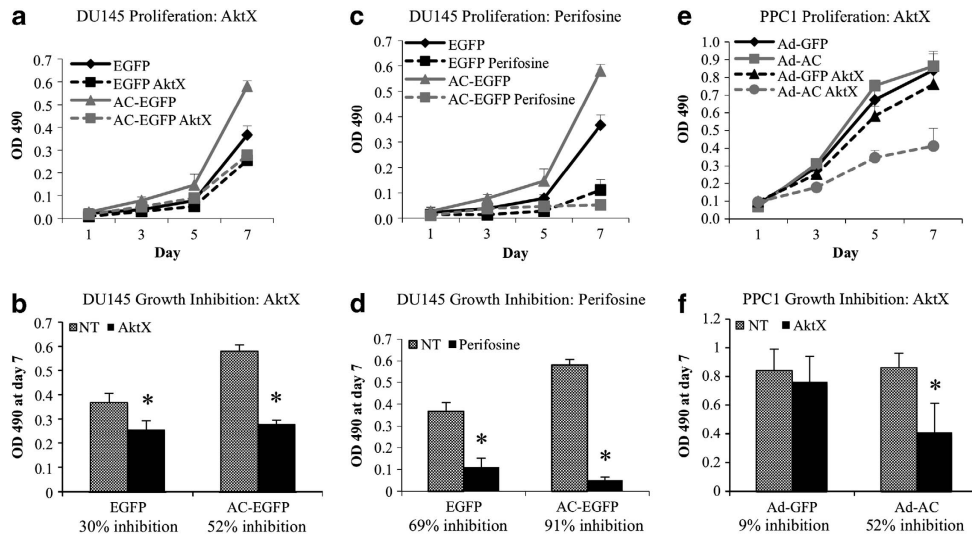 a
DU145 Proliferation: AktX
OD 490
0.7
0.6
0.5
0.4
0.3
0.2
0.1
0.0
EGFP
EGFP AktX
AC-EGFP
AC-EGFP AktX
1 3 5 7
Day
c
DU145 Proliferation: Perifosine
OD 490
0.7
0.6
0.5
0.4
0.3
0.2
0.1
0.0
EGFP
EGFP Perifosine
AC-EGFP
AC-EGFP Perifosine
1 3 5 7
Day
e
PPC1 Proliferation: AktX
OD 490
1.0
0.9
0.8
0.7
0.6
0.5
0.4
0.3
0.2
0.1
0.0
Ad-GFP
Ad-AC
Ad-GFP AktX
Ad-AC AktX
1 3 5 7
Day
b
DU145 Growth Inhibition: AktX
OD 490 at day 7
0.7
0.6
0.5
0.4
0.3
0.2
0.1
0
NT AktX
* *
EGFP AC-EGFP
30% inhibition 52% inhibition
d
DU145 Growth Inhibition: Perifosine
OD 490 at day 7
0.7
0.6
0.5
0.4
0.3
0.2
0.1
0
NT Perifosine
* *
EGFP AC-EGFP
69% inhibition 91% inhibition
f
PPC1 Growth Inhibition: AktX
OD 490 at day 7
1.2
1
0.8
0.6
0.4
0.2
0
NT AktX
*
Ad-GFP Ad-AC
9% inhibition 52% inhibition